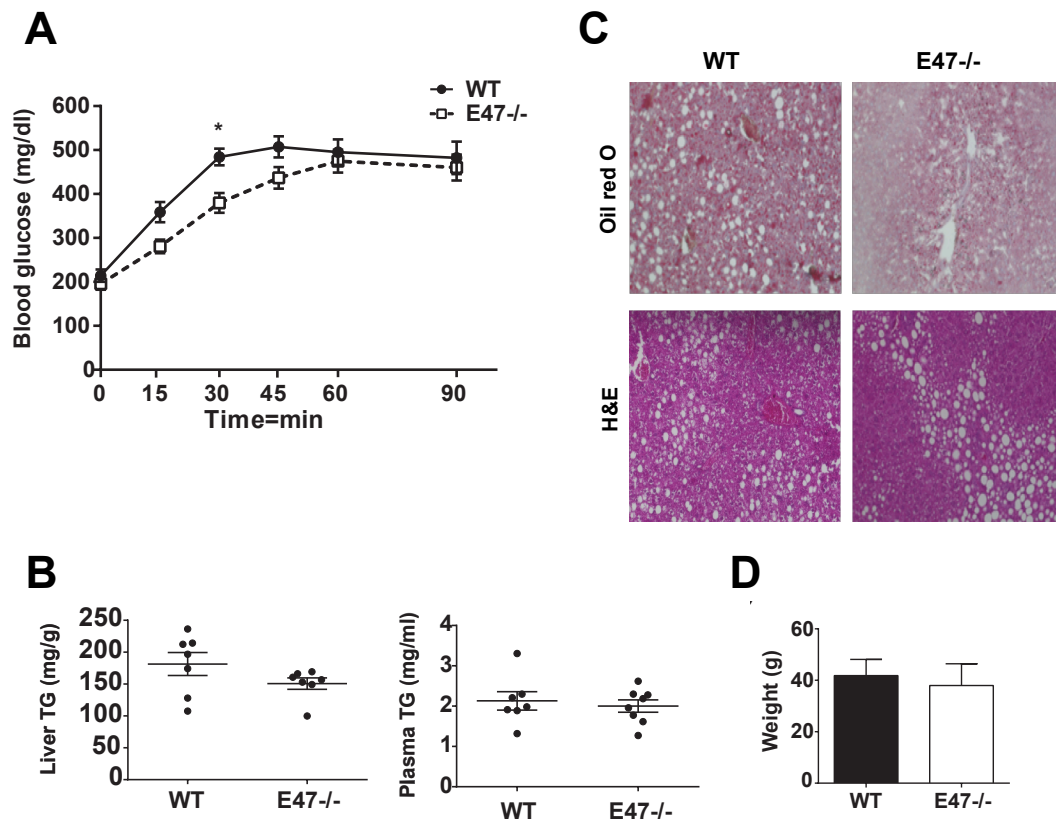 A
WT
E47-/-
Blood glucose (mg/dl)
600
500
400
300
200
100
0
*
0 15 30 45 60 90
Time=min
C
WT E47-/-
Oil red O
H&E
B
Liver TG (mg/g)
250
200
150
100
50
0
WT E47-/-
Plasma TG (mg/ml)
4
3
2
1
0
WT E47-/-
D
Weight (g)
60
40
20
0
WT E47-/-